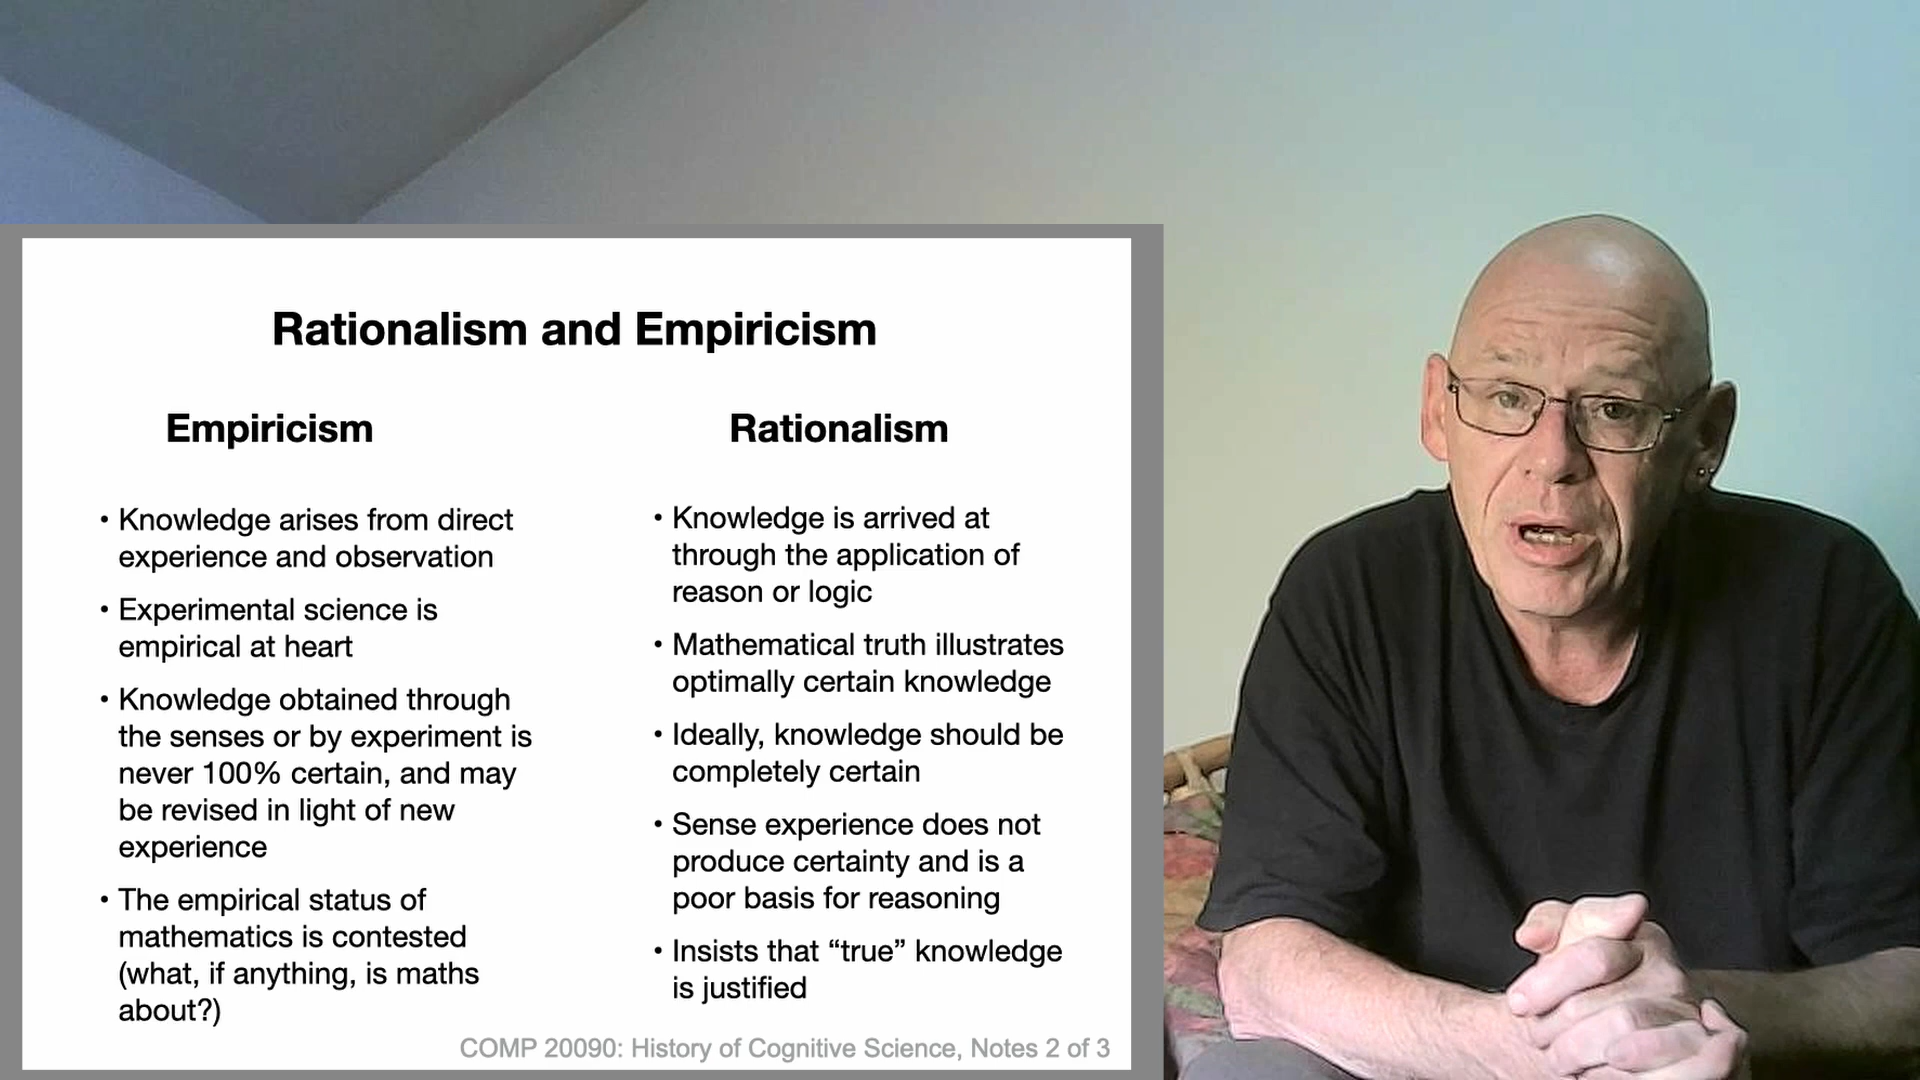 Rationalism and Empiricism
Empiricism
• Knowledge arises from direct
experience and observation
• Experimental science is
empirical at heart
• Knowledge obtained through
the senses or by experiment is
never 100% certain, and may
be revised in light of new
experience
• The empirical status of
mathematics is contested
(what, if anything, is maths
about?)
Rationalism
• Knowledge is arrived at
through the application of
reason or logic
• Mathematical truth illustrates
optimally certain knowledge
• Ideally, knowledge should be
completely certain
• Sense experience does not
produce certainty and is a
poor basis for reasoning
• Insists that “true” knowledge
is justified
COMP 20090: History of Cognitive Science, Notes 2 of 3